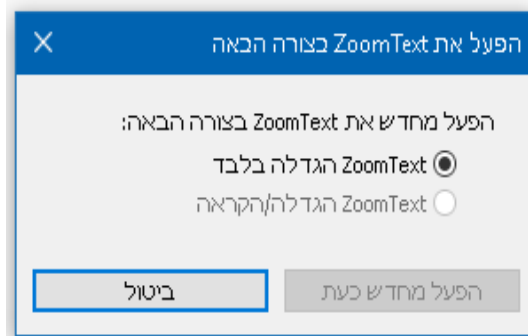 הפעל את ZoomText בצורה הבאה
הפעל מחדש את ZoomText בצורה הבאה:
ZoomText הגדלה בלבד
ZoomText הגדלה/הקראה
הפעל מחדש כעת
ביטול